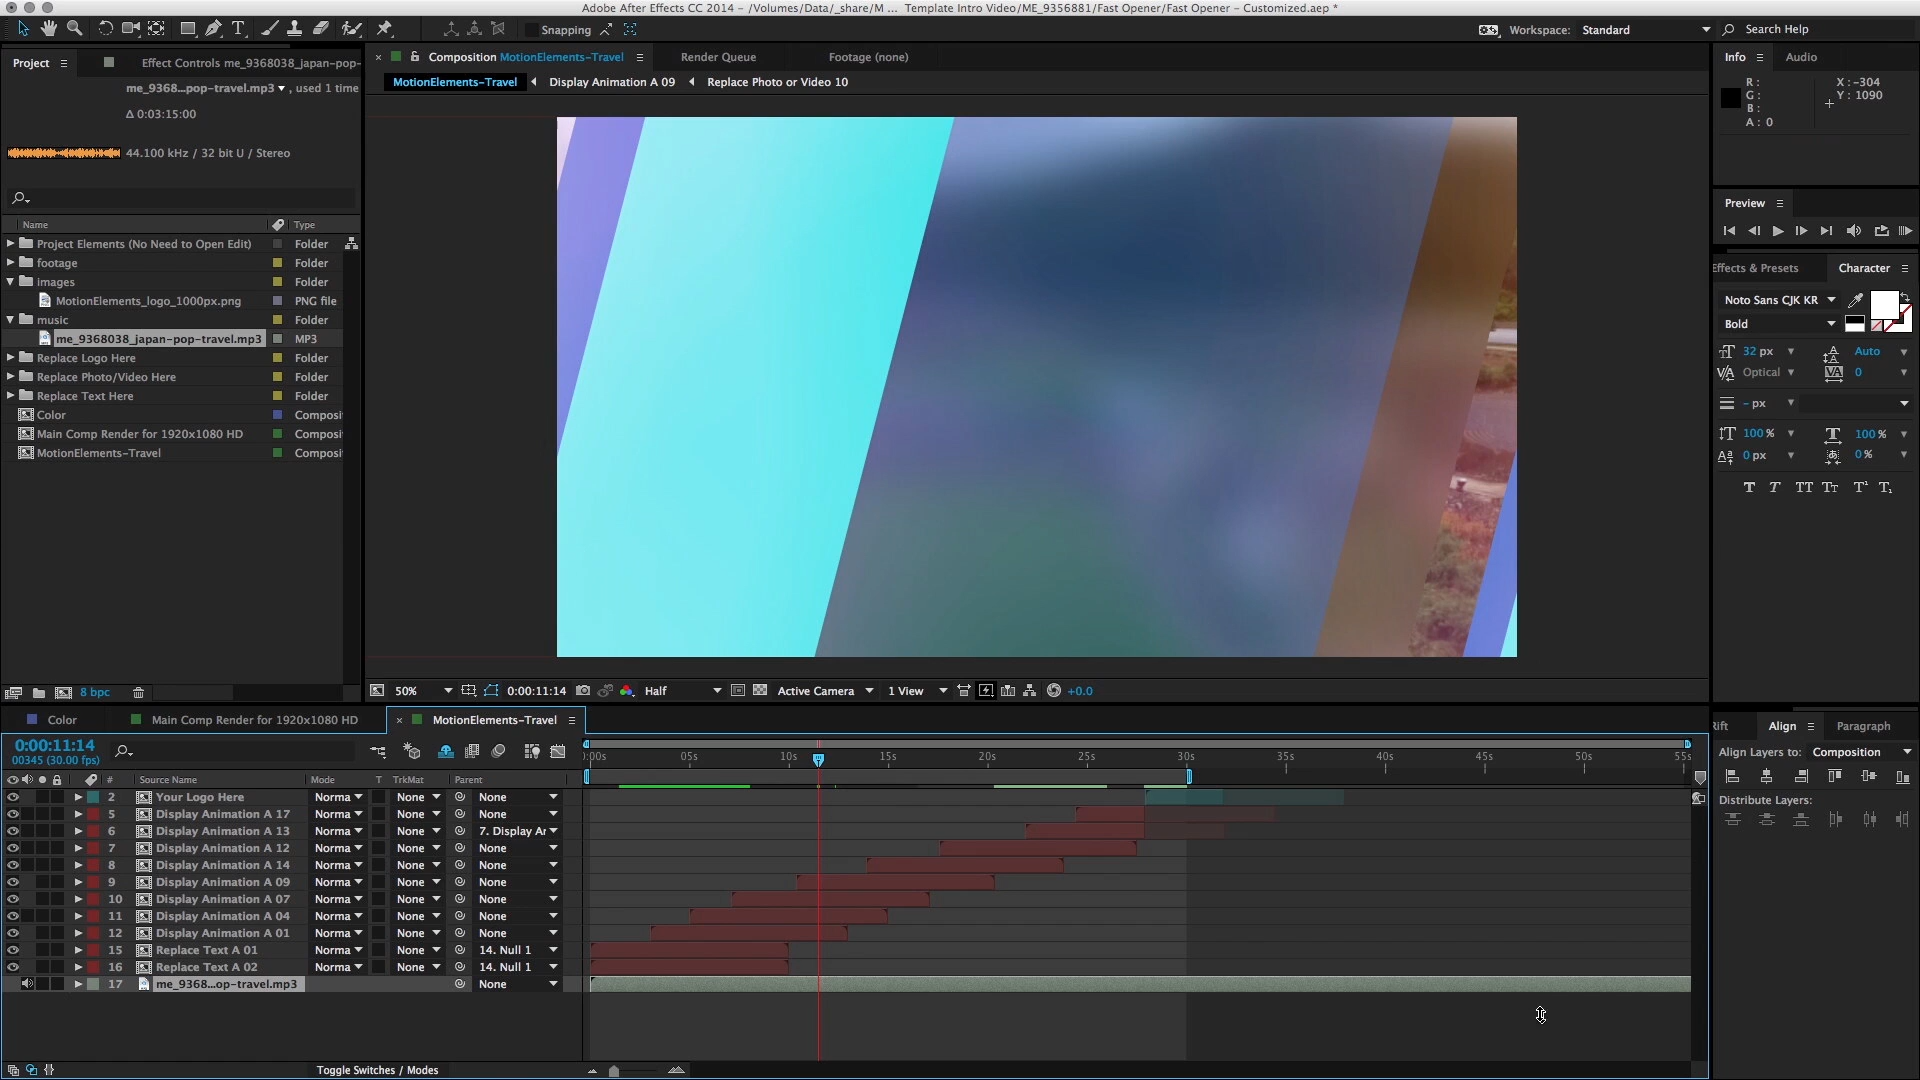 Adobe After Effects CC 2014 – /Volumes/Data/_share/M ... Template Intro Video/ME_9356881/Fast Opener/Fast Opener – Customized.aep *
Snapping
Workspace: Standard
Search Help
Project
Effect Controls me_9368038_japan-pop-
me_9368...pop-travel.mp3 , used 1 time
Δ 0:03:15:00
44.100 kHz / 32 bit U / Stereo
Name Type
Project Elements (No Need to Open Edit) Folder
footage Folder
images Folder
MotionElements_logo_1000px.png PNG file
music Folder
me_9368038_japan-pop-travel.mp3 MP3
Replace Logo Here Folder
Replace Photo/Video Here Folder
Replace Text Here Folder
Color Composi
Main Comp Render for 1920x1080 HD Composi
MotionElements-Travel Composi
8 bpc
Composition MotionElements-Travel
Render Queue
Footage (none)
MotionElements-Travel Display Animation A 09 Replace Photo or Video 10
50% 0:00:11:14 Half Active Camera 1 View +0.0
Info Audio
R : X : -304
G : Y : 1090
B :
A : 0
Preview
Effects & Presets Character
Noto Sans CJK KR
Bold
32 px Auto
Optical 0
- px
100 % 100 %
0 px 0 %
T T TT Tт T¹ T₁
Color Main Comp Render for 1920x1080 HD MotionElements-Travel
0:00:11:14
00345 (30.00 fps)
:00s 05s 10s 15s 20s 25s 30s 35s 40s 45s 50s 55s
# Source Name Mode T TrkMat Parent
2 Your Logo Here Norma None None
5 Display Animation A 17 Norma None None
6 Display Animation A 13 Norma None 7. Display Ar
7 Display Animation A 12 Norma None None
8 Display Animation A 14 Norma None None
9 Display Animation A 09 Norma None None
10 Display Animation A 07 Norma None None
11 Display Animation A 04 Norma None None
12 Display Animation A 01 Norma None None
15 Replace Text A 01 Norma None 14. Null 1
16 Replace Text A 02 Norma None 14. Null 1
17 me_9368...op-travel.mp3 None
Toggle Switches / Modes
Rift Align Paragraph
Align Layers to: Composition
Distribute Layers: